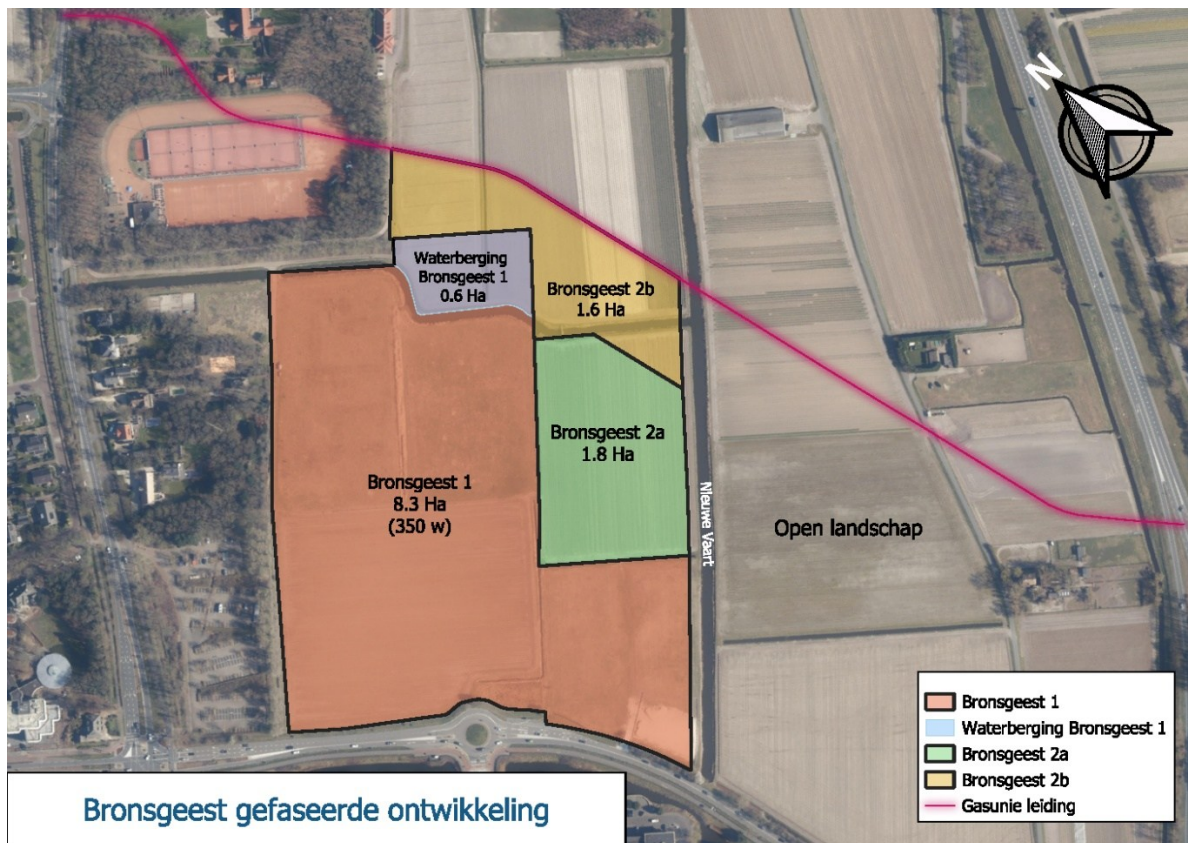 N
Waterberging
Bronsgeest 1
0.6 Ha
Bronsgeest 2b
1.6 Ha
Bronsgeest 2a
1.8 Ha
Bronsgeest 1
8.3 Ha
(350 w)
Nieuwe Vaart
Open landschap
Bronsgeest 1
Waterberging Bronsgeest 1
Bronsgeest 2a
Bronsgeest 2b
Gasunie leiding
Bronsgeest gefaseerde ontwikkeling